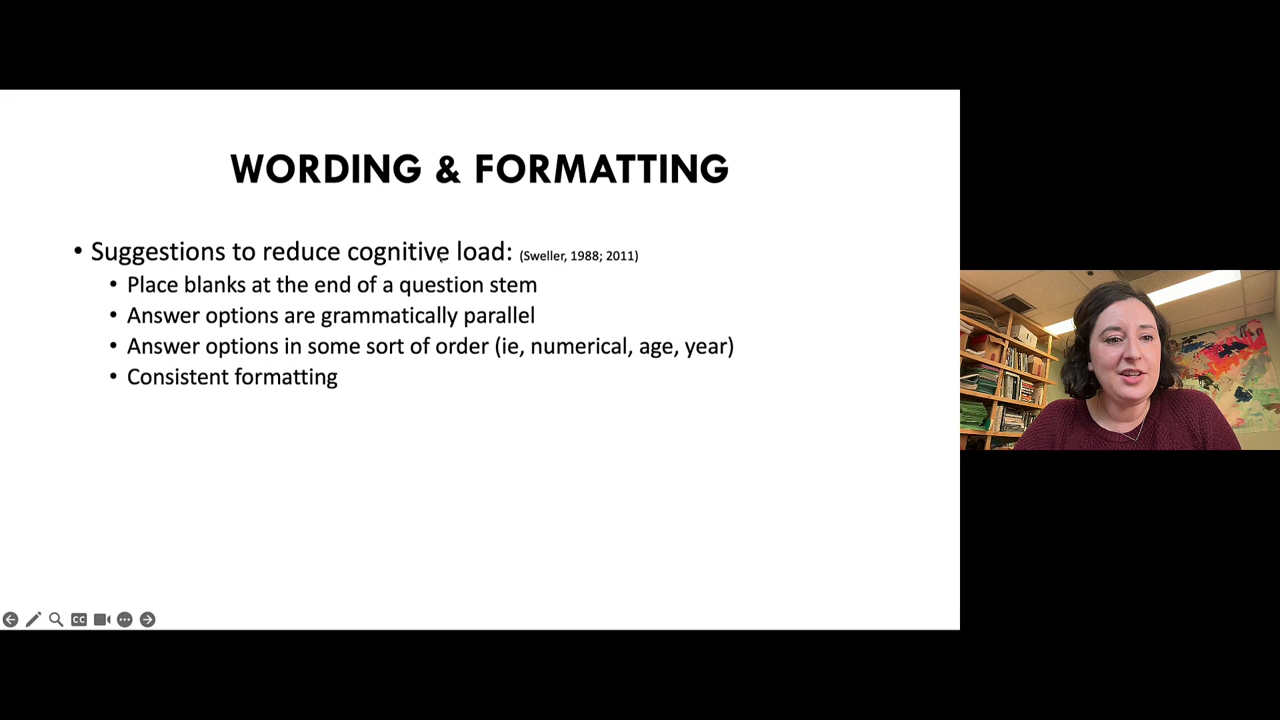 WORDING & FORMATTING
• Suggestions to reduce cognitive load: (Sweller, 1988; 2011)
• Place blanks at the end of a question stem
• Answer options are grammatically parallel
• Answer options in some sort of order (ie, numerical, age, year)
• Consistent formatting
CC